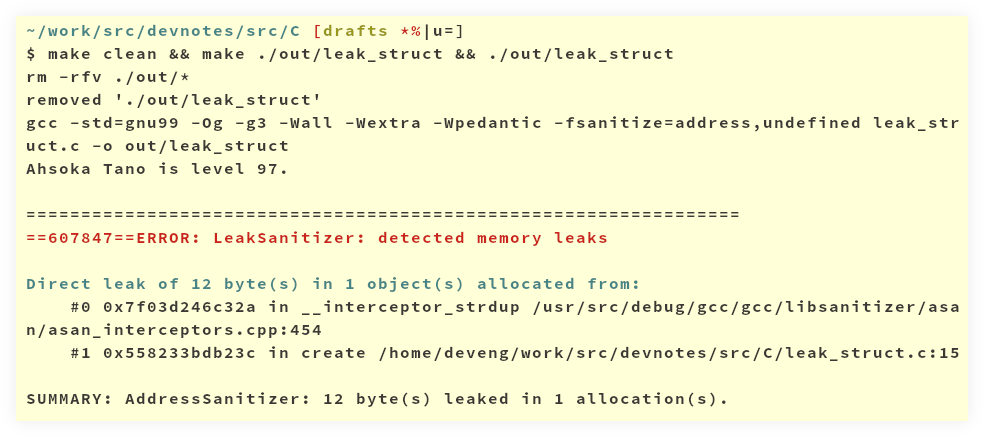 ~/work/src/devnotes/src/C [drafts *%|u=]
$ make clean && make ./out/leak_struct && ./out/leak_struct
rm -rfv ./out/*
removed './out/leak_struct'
gcc -std=gnu99 -Og -g3 -Wall -Wextra -Wpedantic -fsanitize=address,undefined leak_str
uct.c -o out/leak_struct
Ahsoka Tano is level 97.
=================================================================
==607847==ERROR: LeakSanitizer: detected memory leaks
Direct leak of 12 byte(s) in 1 object(s) allocated from:
    #0 0x7f03d246c32a in __interceptor_strdup /usr/src/debug/gcc/gcc/libsanitizer/asa
n/asan_interceptors.cpp:454
    #1 0x558233bdb23c in create /home/deveng/work/src/devnotes/src/C/leak_struct.c:15
SUMMARY: AddressSanitizer: 12 byte(s) leaked in 1 allocation(s).